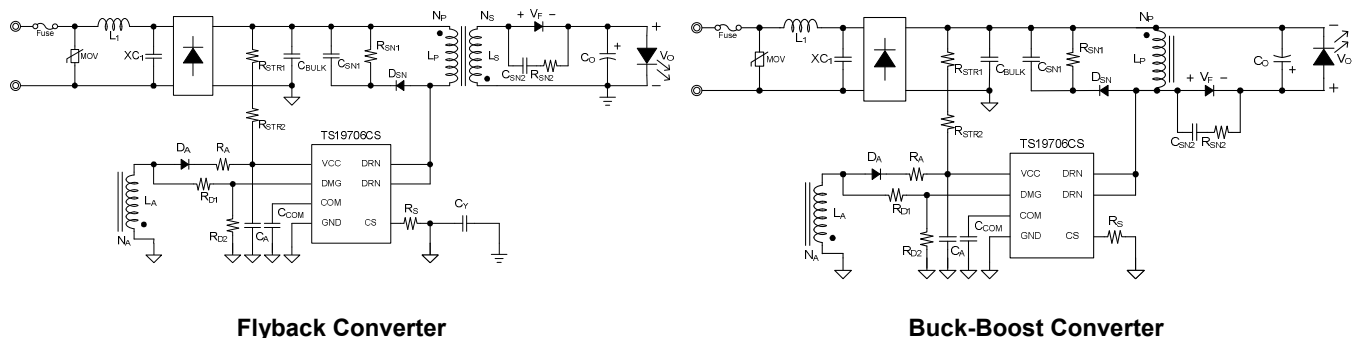 Fuse
L1
MOV
XC1
RSTR1
CBULK
CSN1
RSN1
DSN
NP
LP
NS
LS
+ VF -
CSN2
RSN2
CO
+
+
VO
-
RSTR2
TS19706CS
DA
RA
VCC
DRN
RD1
DMG
DRN
LA
COM
CCOM
GND
CS
RS
CY
RD2
CA
NA
Flyback Converter
Fuse
L1
MOV
XC1
RSTR1
CBULK
CSN1
RSN1
DSN
NP
LP
+ VF -
CSN2
RSN2
CO
+
-
VO
+
RSTR2
TS19706CS
DA
RA
VCC
DRN
RD1
DMG
DRN
LA
COM
CCOM
GND
CS
RS
RD2
CA
NA
Buck-Boost Converter